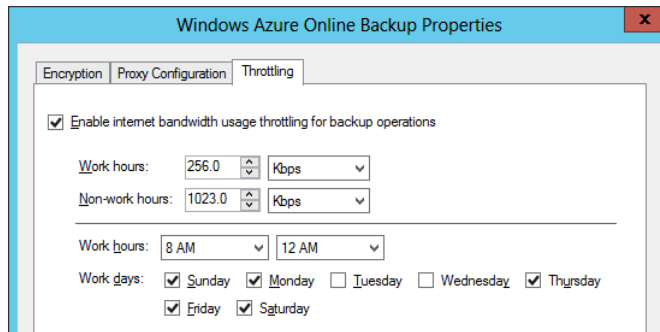 Windows Azure Online Backup Properties x
Encryption Proxy Configuration Throttling
Enable internet bandwidth usage throttling for backup operations
Work hours: 256.0 Kbps
Non-work hours: 1023.0 Kbps
Work hours: 8 AM 12 AM
Work days: Sunday Monday Tuesday Wednesday Thursday
Friday Saturday